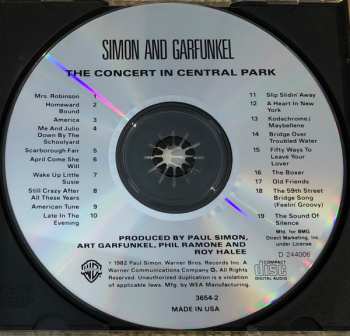 SIMON AND GARFUNKEL
THE CONCERT IN CENTRAL PARK
Mrs. Robinson 1
Homeward 2
Bound
America 3
Me And Julio 4
Down By The
Schoolyard
Scarborough Fair 5
April Come She 6
Will
Wake Up Little 7
Susie
Still Crazy After 8
All These Years
American Tune 9
Late In The 10
Evening
11 Slip Slidin' Away
12 A Heart In New
York
13 Kodachrome/
Maybellene
14 Bridge Over
Troubled Water
15 Fifty Ways To
Leave Your
Lover
16 The Boxer
17 Old Friends
18 The 59th Street
Bridge Song
(Feelin' Groovy)
19 The Sound Of
Silence
Mfg. for BMG
Direct Marketing, Inc.
under License
D 244006
PRODUCED BY PAUL SIMON,
ART GARFUNKEL, PHIL RAMONE AND
ROY HALEE
COMPACT
disc
DIGITAL AUDIO
℗ 1982 Paul Simon. Warner Bros. Records Inc. A
Warner Communications Company. All Rights Reserved.
Unauthorized duplication is a violation of
applicable laws. Mfg. by WEA Manufacturing.
3654-2
MADE IN USA